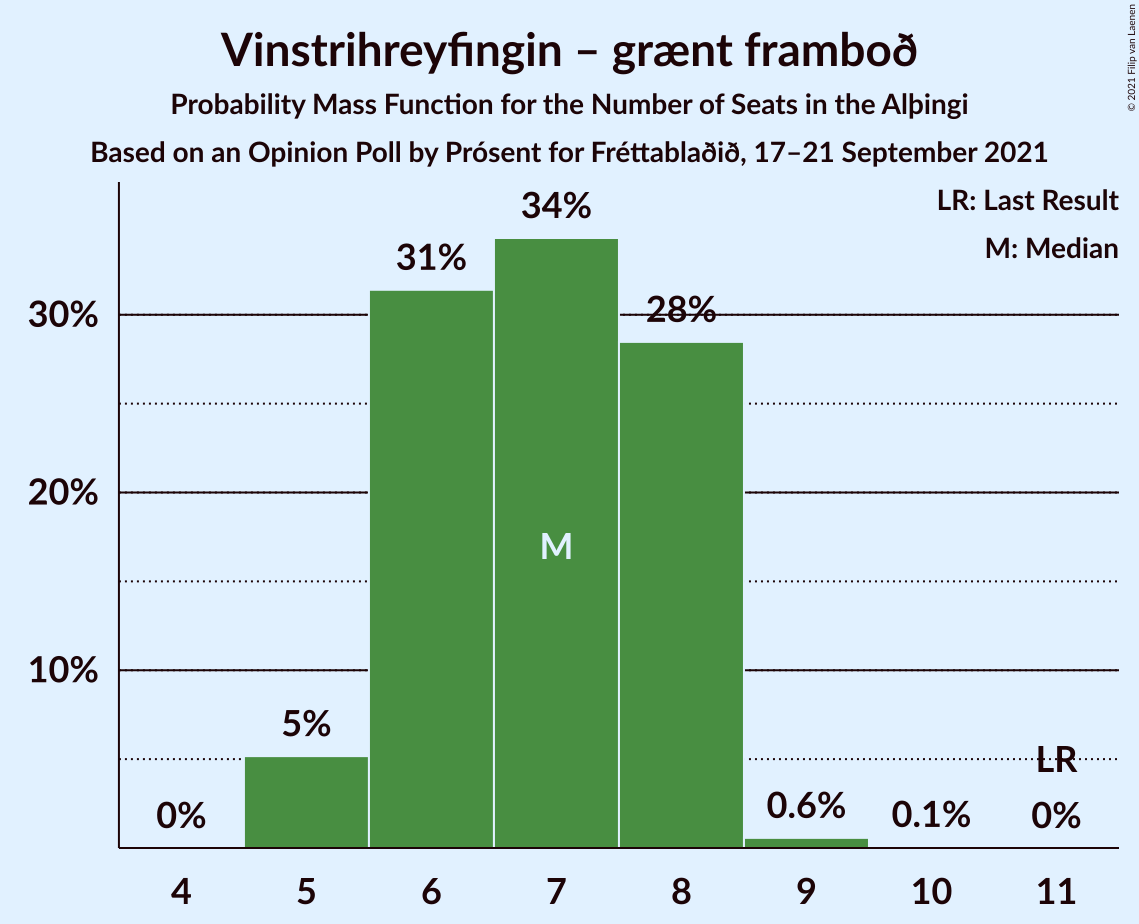 Vinstrihreyfingin – grænt framboð
Probability Mass Function for the Number of Seats in the Alþingi
Based on an Opinion Poll by Prósent for Fréttablaðið, 17–21 September 2021
© 2021 Filip van Laenen
LR: Last Result
M: Median
34%
31%
28%
30%
20%
M
10%
5%
LR
0%
0.6%
0.1%
0%
4 5 6 7 8 9 10 11